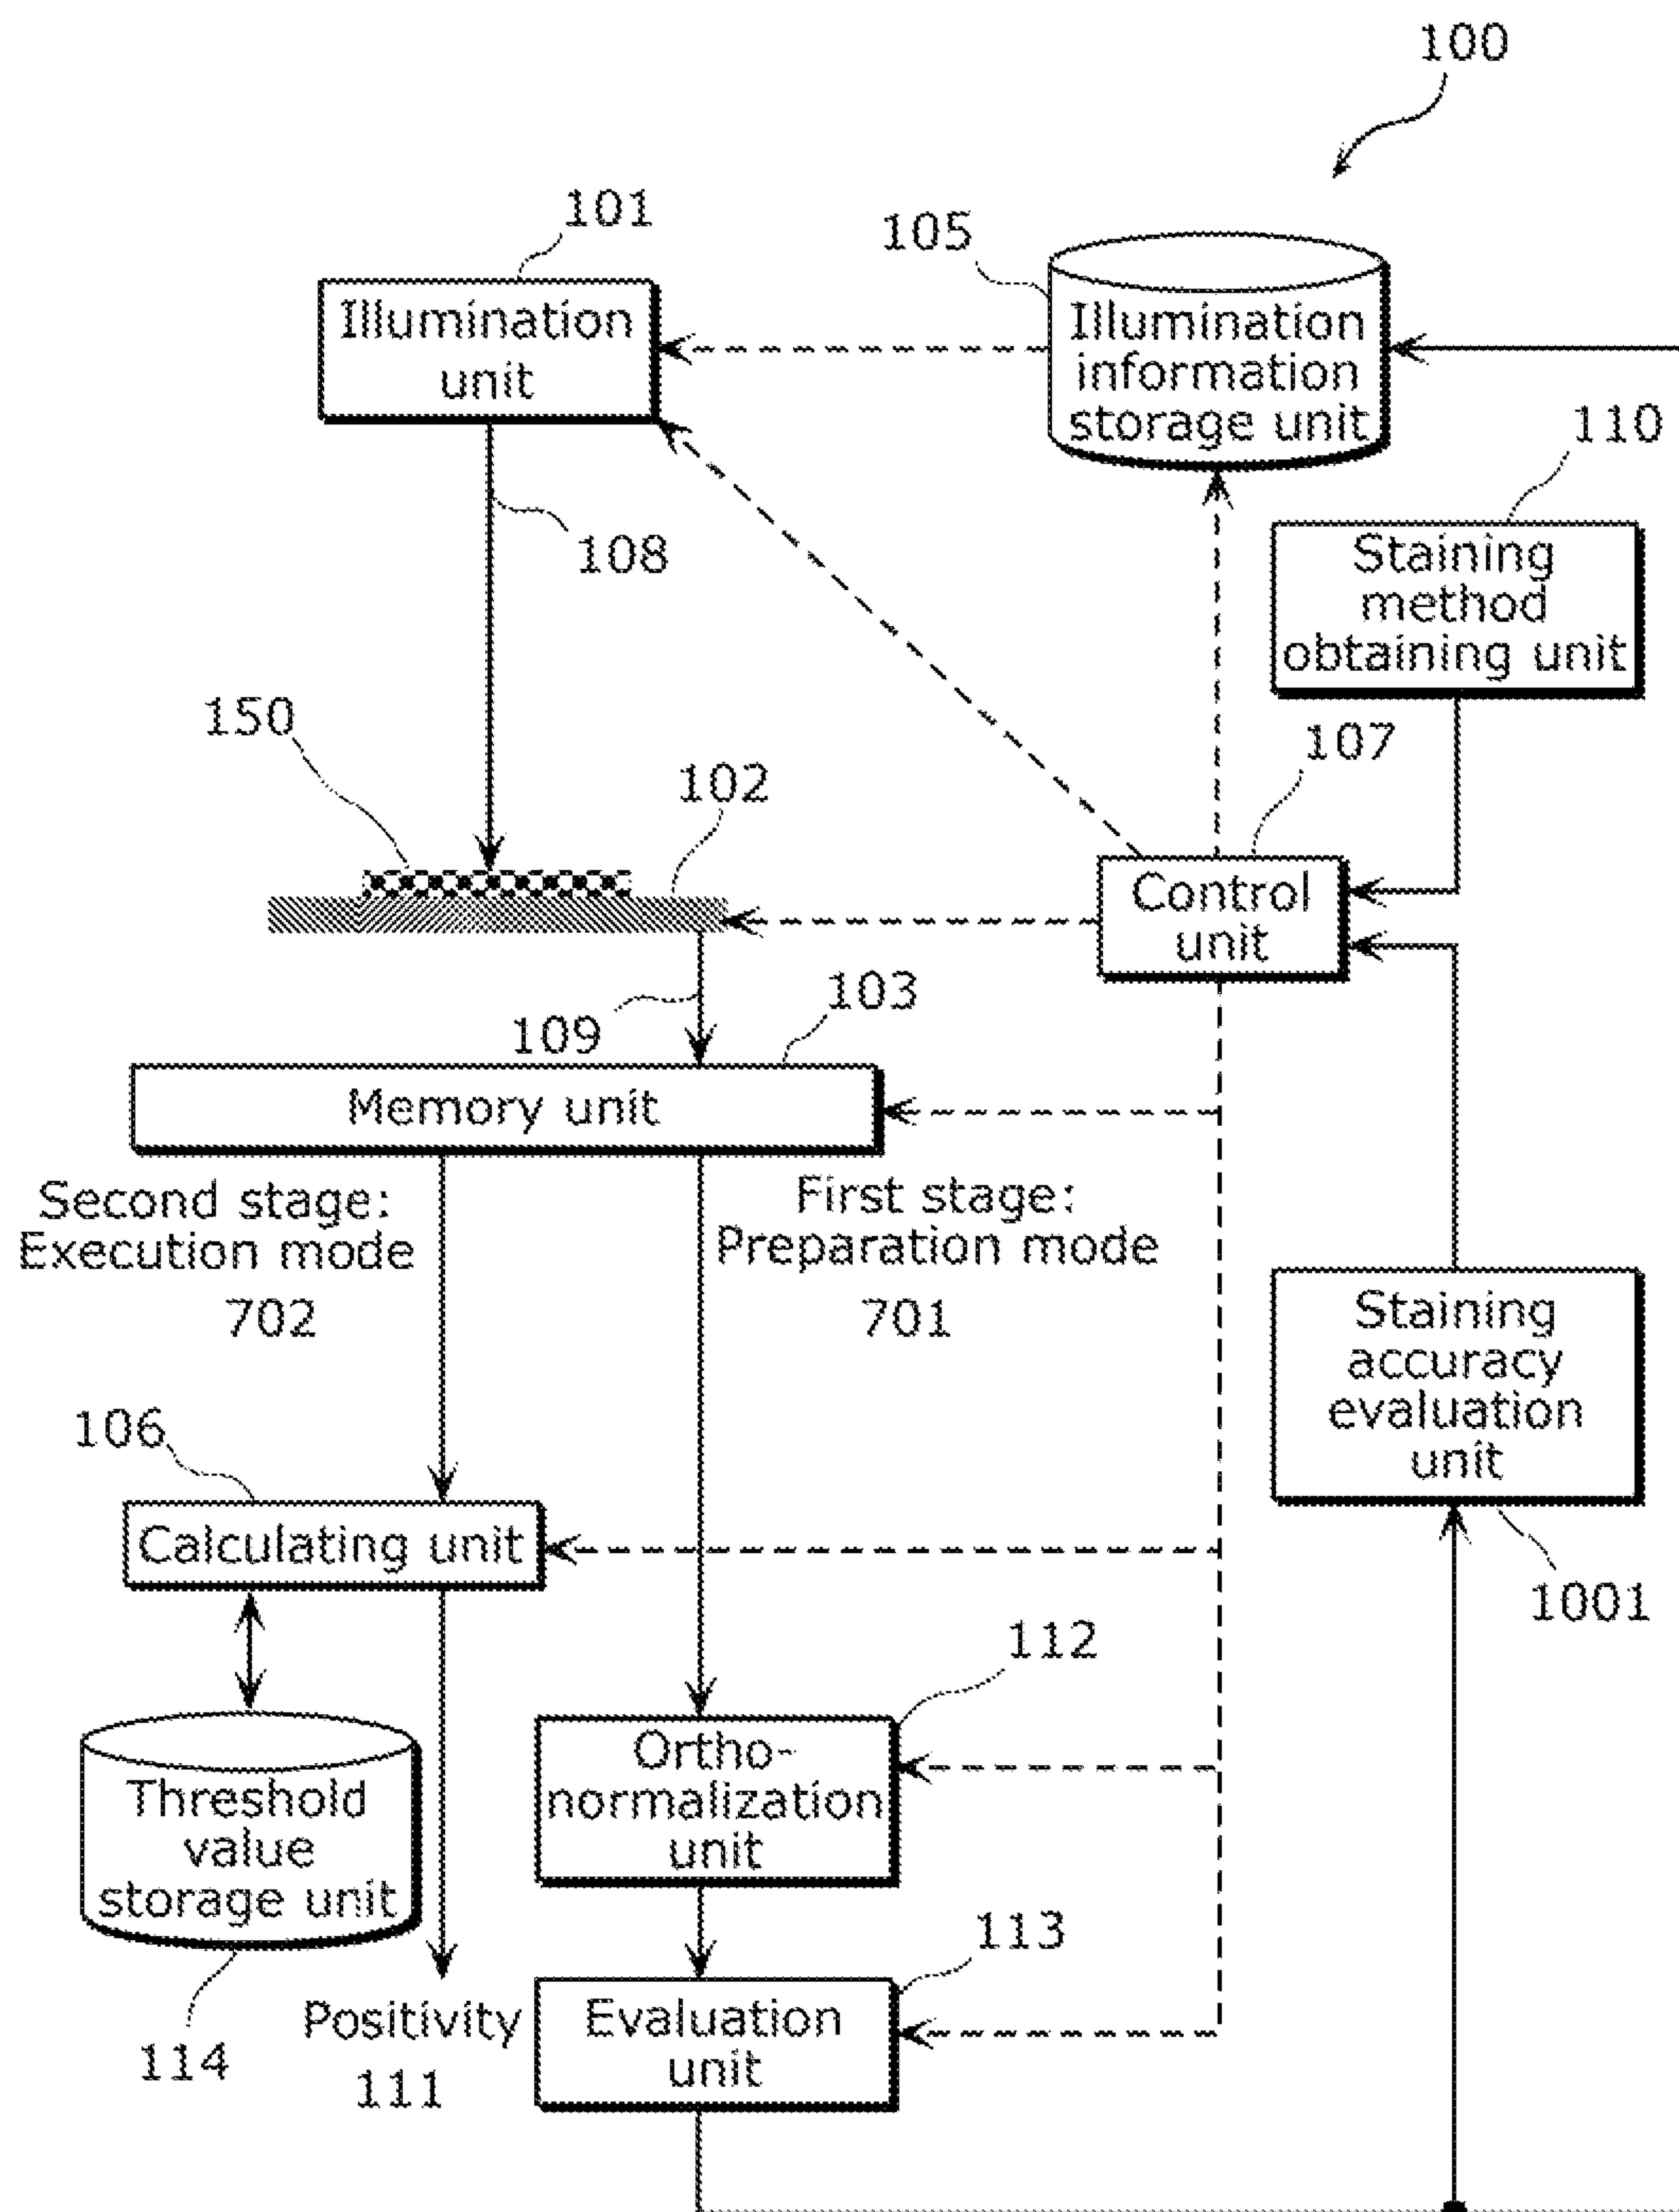 100
101
105
Illumination
unit
Illumination
information
storage unit
110
108
Staining
method
obtaining unit
150
107
102
Control
unit
103
109
Memory unit
Second stage:
Execution mode
702
First stage:
Preparation mode
701
Staining
accuracy
evaluation
unit
106
Calculating unit
1001
112
Ortho-
normalization
unit
Threshold
value
storage unit
113
Positivity
111
Evaluation
unit
114